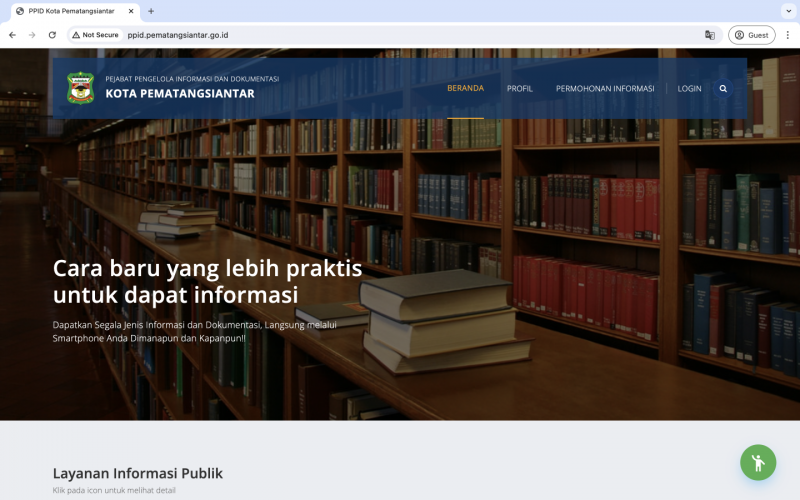 PPID Kota Pematangsiantar
Not Secure
ppid.pematangsiantar.go.id
Guest
PEJABAT PENGELOLA INFORMASI DAN DOKUMENTASI
KOTA PEMATANGSIANTAR
BERANDA
PROFIL
PERMOHONAN INFORMASI
LOGIN
Cara baru yang lebih praktis
untuk dapat informasi
Dapatkan Segala Jenis Informasi dan Dokumentasi, Langsung melalui
Smartphone Anda Dimanapun dan Kapanpun!!
Layanan Informasi Publik
Klik pada icon untuk melihat detail